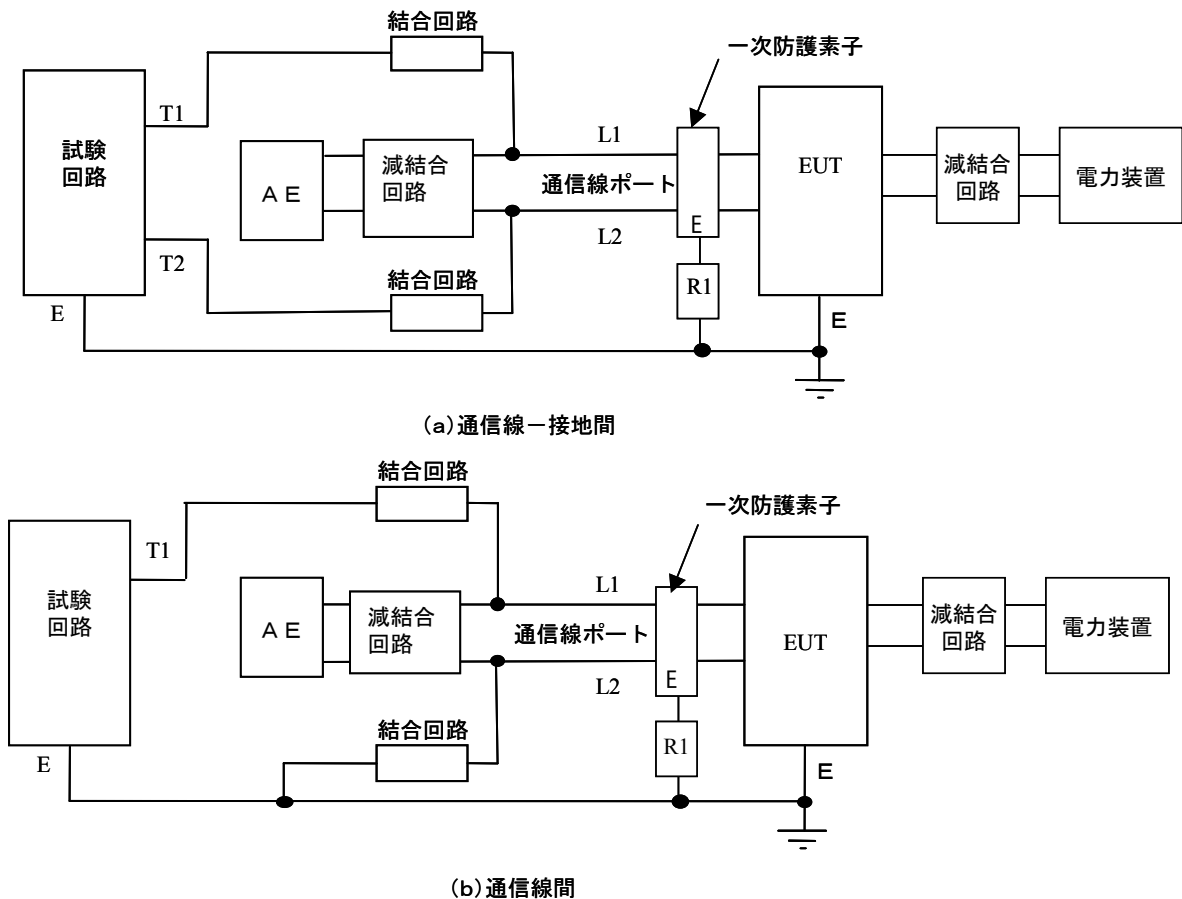 結合回路
一次防護素子
T1
試験
回路
AE
減結合
回路
L1
通信線ポート
L2
E
EUT
減結合
回路
電力装置
T2
結合回路
R1
E
E
(a)通信線－接地間
結合回路
一次防護素子
T1
試験
回路
AE
減結合
回路
L1
通信線ポート
L2
E
EUT
減結合
回路
電力装置
結合回路
R1
E
E
(b)通信線間